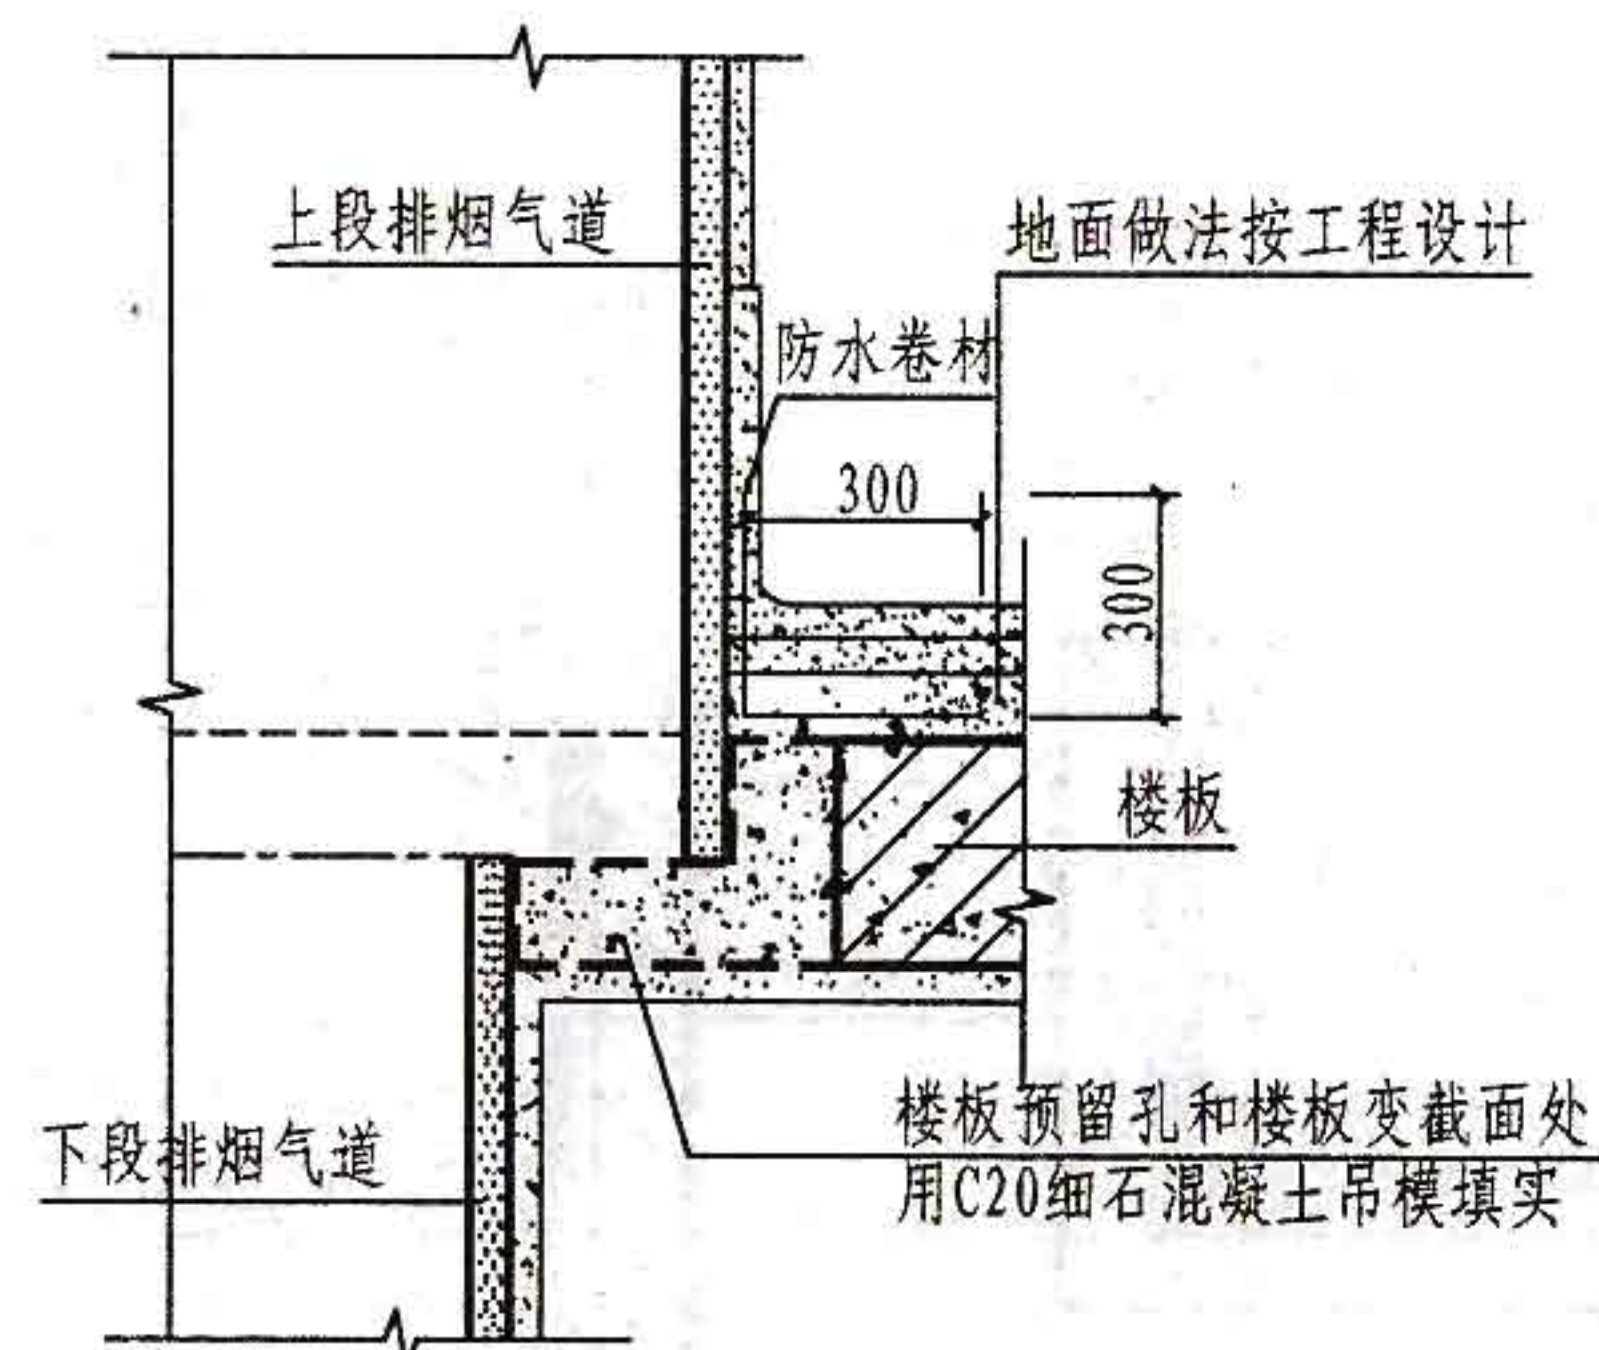 上段排烟气道
地面做法按工程设计
防水卷材
300
300
楼板
楼板预留孔和楼板变截面处
用C20细石混凝土吊模填实
下段排烟气道